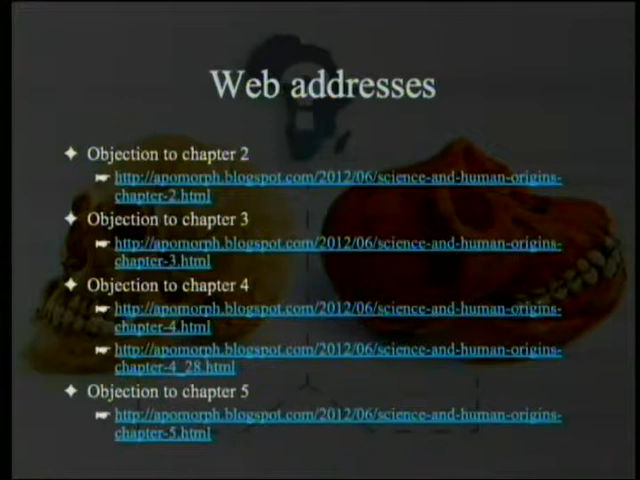 Web addresses
Objection to chapter 2
http://apomorph.blogspot.com/2012/06/science-and-human-origins-
chapter-2.html
Objection to chapter 3
http://apomorph.blogspot.com/2012/06/science-and-human-origins-
chapter-3.html
Objection to chapter 4
http://apomorph.blogspot.com/2012/06/science-and-human-origins-
chapter-4.html
http://apomorph.blogspot.com/2012/06/science-and-human-origins-
chapter-4_28.html
Objection to chapter 5
http://apomorph.blogspot.com/2012/06/science-and-human-origins-
chapter-5.html